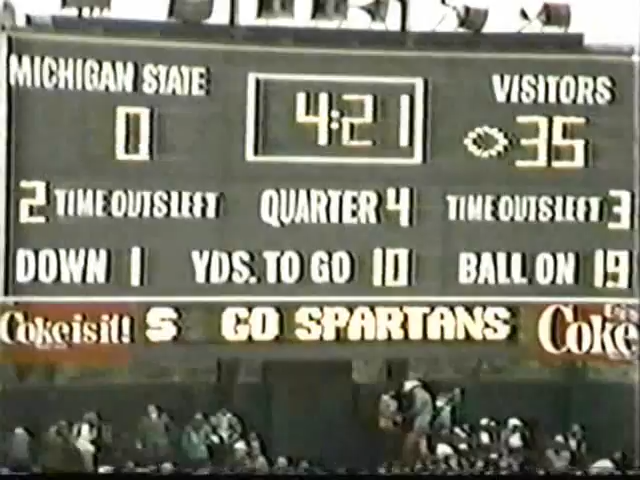 MICHIGAN STATE VISITORS
0 4:21 35
2 TIME OUTS LEFT QUARTER 4 TIME OUTS LEFT 3
DOWN 1 YDS. TO GO 10 BALL ON 19
Coke is it! S GO SPARTANS Coke